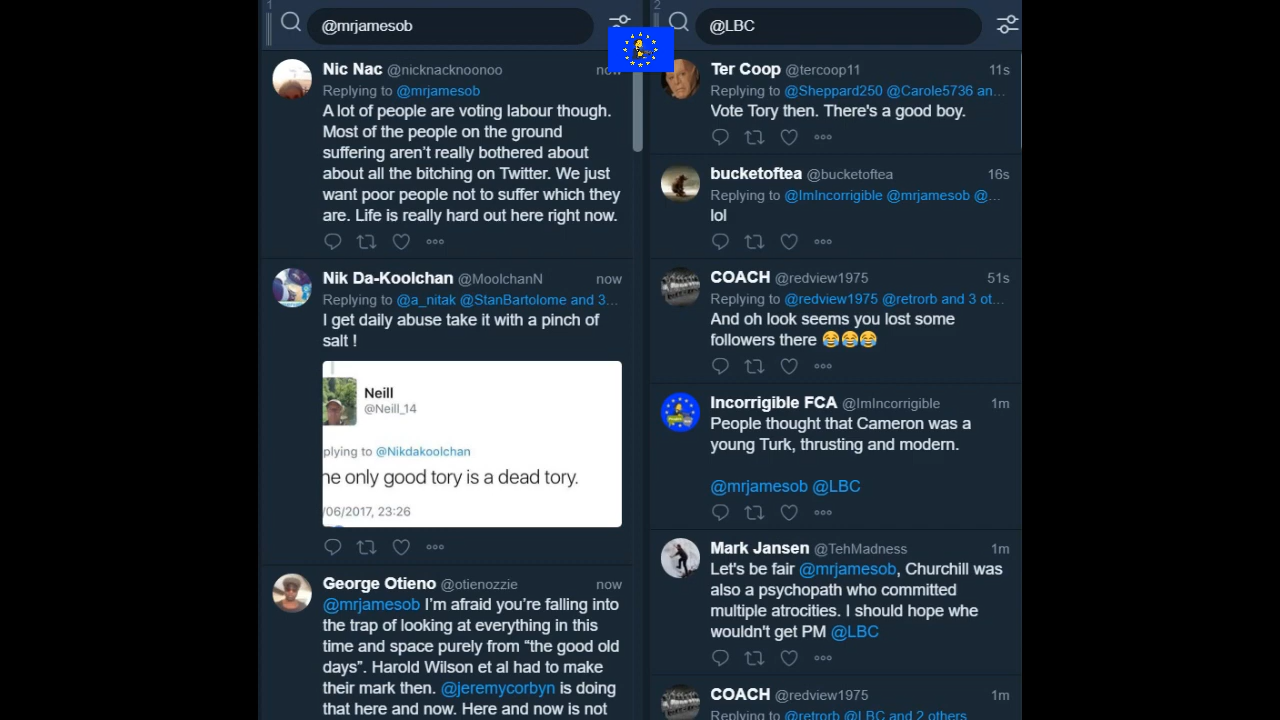 1
@mrjamesob
Nic Nac @nicknacknoonoo now
Replying to @mrjamesob
A lot of people are voting labour though.
Most of the people on the ground
suffering aren't really bothered about
about all the bitching on Twitter. We just
want poor people not to suffer which they
are. Life is really hard out here right now.
Nik Da-Koolchan @MoolchanN now
Replying to @a_nitak @StanBartolome and 3...
I get daily abuse take it with a pinch of
salt !
Neill
@Neill_14
plying to @Nikdakoolchan
he only good tory is a dead tory.
/06/2017, 23:26
George Otieno @otienozzie now
@mrjamesob I'm afraid you're falling into
the trap of looking at everything in this
time and space purely from “the good old
days”. Harold Wilson et al had to make
their mark then. @jeremycorbyn is doing
that here and now. Here and now is not
2
@LBC
Ter Coop @tercoop11 11s
Replying to @Sheppard250 @Carole5736 an...
Vote Tory then. There's a good boy.
bucketoftea @bucketoftea 16s
Replying to @ImIncorrigible @mrjamesob @...
lol
COACH @redview1975 51s
Replying to @redview1975 @retrorb and 3 ot...
And oh look seems you lost some
followers there 😂😂😂
Incorrigible FCA @ImIncorrigible 1m
People thought that Cameron was a
young Turk, thrusting and modern.
@mrjamesob @LBC
Mark Jansen @TehMadness 1m
Let's be fair @mrjamesob, Churchill was
also a psychopath who committed
multiple atrocities. I should hope whe
wouldn't get PM @LBC
COACH @redview1975 1m
Replying to @retrorb @LBC and 2 others